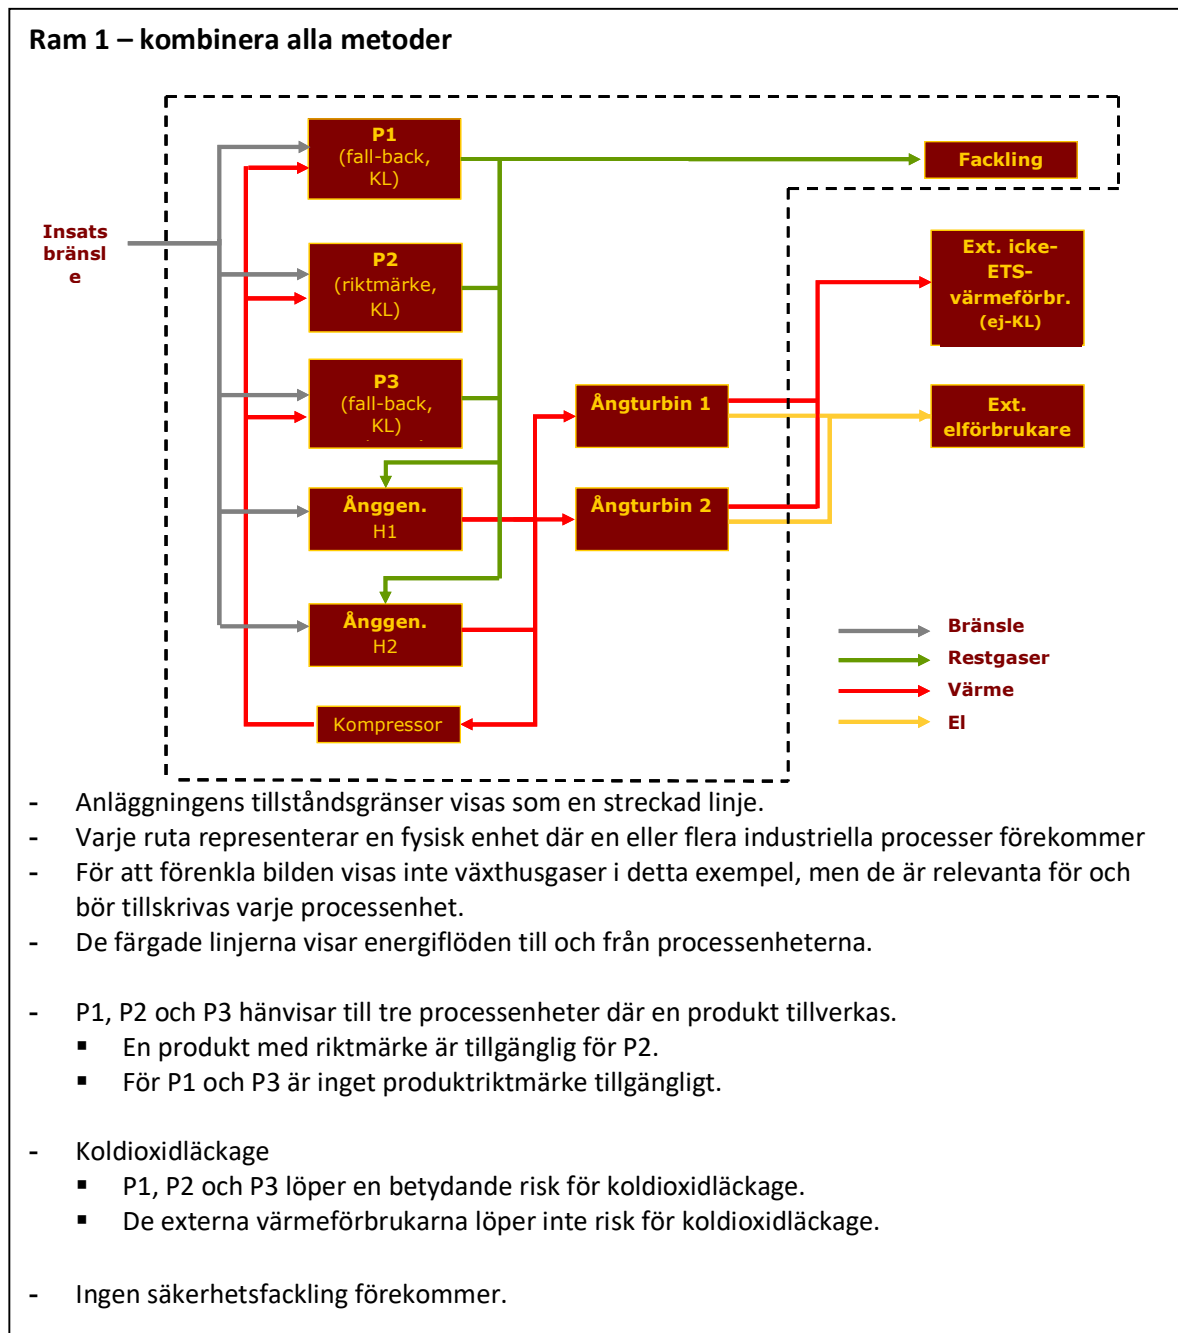 Ram 1 – kombinera alla metoder
P1
(fall-back,
KL)
Fackling
Insats
bränsl
e
P2
(riktmärke,
KL)
Ext. icke-
ETS-
värmeförbr.
(ej-KL)
P3
(fall-back,
KL)
Ångturbin 1
Ext.
elförbrukare
Ånggen.
H1
Ångturbin 2
Ånggen.
H2
Kompressor
Bränsle
Restgaser
Värme
El
- Anläggningens tillståndsgränser visas som en streckad linje.
- Varje ruta representerar en fysisk enhet där en eller flera industriella processer förekommer
- För att förenkla bilden visas inte växthusgaser i detta exempel, men de är relevanta för och
bör tillskrivas varje processenhet.
- De färgade linjerna visar energiflöden till och från processenheterna.
- P1, P2 och P3 hänvisar till tre processenheter där en produkt tillverkas.
▪ En produkt med riktmärke är tillgänglig för P2.
▪ För P1 och P3 är inget produktriktmärke tillgängligt.
- Koldioxidläckage
▪ P1, P2 och P3 löper en betydande risk för koldioxidläckage.
▪ De externa värmeförbrukarna löper inte risk för koldioxidläckage.
- Ingen säkerhetsfackling förekommer.